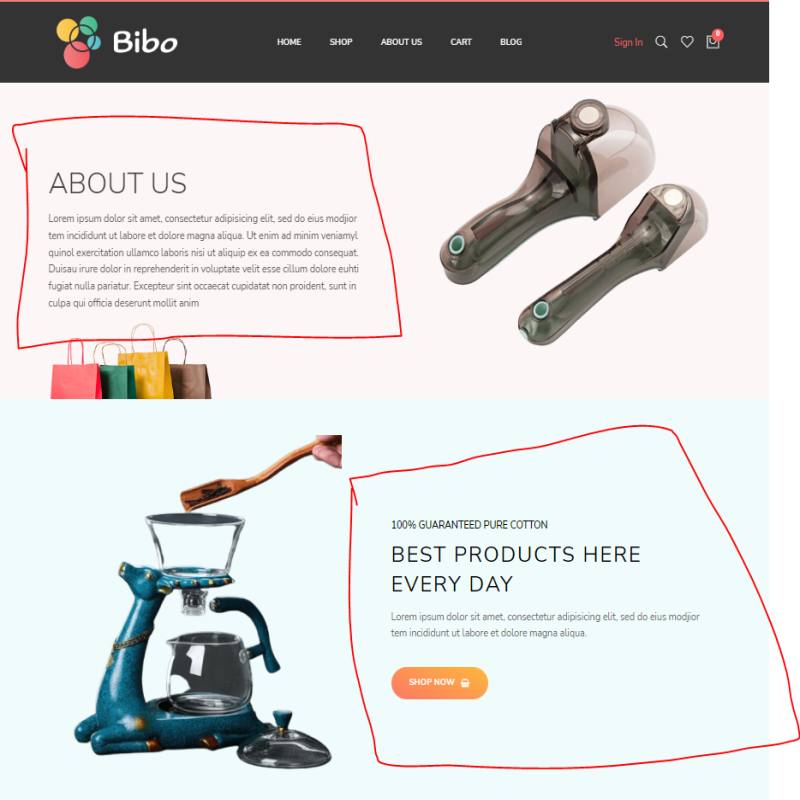 Bibo
HOME SHOP ABOUT US CART BLOG
Sign In
0
ABOUT US
Lorem ipsum dolor sit amet, consectetur adipisicing elit, sed do eius modjior
tem incididunt ut labore et dolore magna aliqua. Ut enim ad minim veniamyl
quinol exercitation ullamco laboris nisi ut aliquip ex ea commodo consequat.
Duisau irure dolor in reprehenderit in voluptate velit esse cillum dolore euhti
fugiat nulla pariatur. Excepteur sint occaecat cupidatat non proident, sunt in
culpa qui officia deserunt mollit anim
100% GUARANTEED PURE COTTON
BEST PRODUCTS HERE
EVERY DAY
Lorem ipsum dolor sit amet, consectetur adipisicing elit, sed do eius modjior
tem incididunt ut labore et dolore magna aliqua.
SHOP NOW